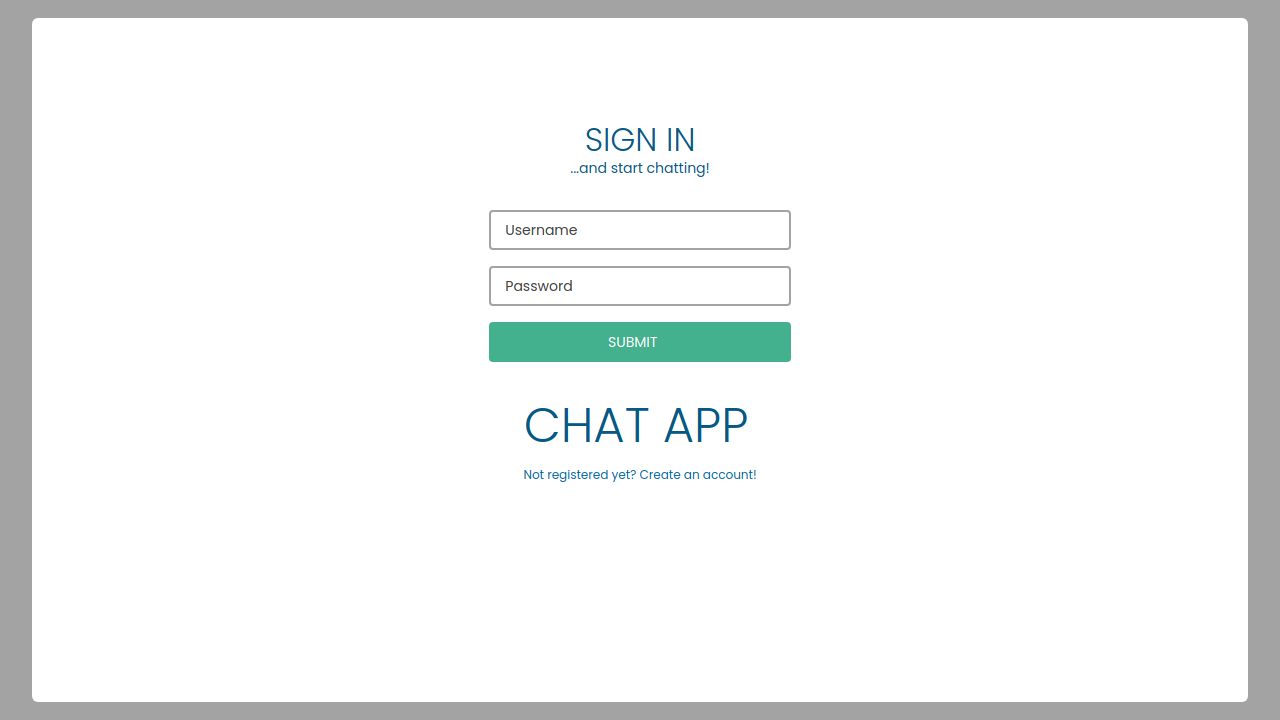 SIGN IN
...and start chatting!
Username
Password
SUBMIT
CHAT APP
Not registered yet? Create an account!